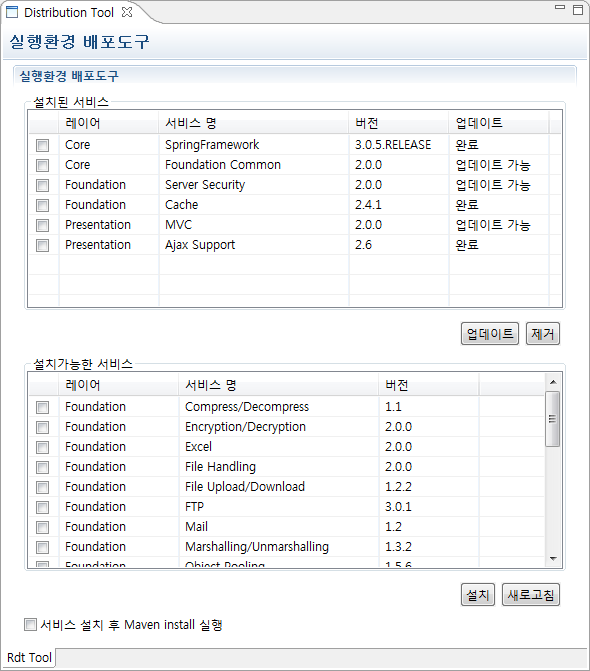 Distribution Tool
실행환경 배포도구
실행환경 배포도구
설치된 서비스
레이어 서비스 명 버전 업데이트
Core SpringFramework 3.0.5.RELEASE 완료
Core Foundation Common 2.0.0 업데이트 가능
Foundation Server Security 2.0.0 업데이트 가능
Foundation Cache 2.4.1 완료
Presentation MVC 2.0.0 업데이트 가능
Presentation Ajax Support 2.6 완료
업데이트 제거
설치가능한 서비스
레이어 서비스 명 버전
Foundation Compress/Decompress 1.1
Foundation Encryption/Decryption 2.0.0
Foundation Excel 2.0.0
Foundation File Handling 2.0.0
Foundation File Upload/Download 1.2.2
Foundation FTP 3.0.1
Foundation Mail 1.2
Foundation Marshalling/Unmarshalling 1.3.2
Foundation Object Pooling 1.5.6
설치 새로고침
서비스 설치 후 Maven install 실행
Rdt Tool